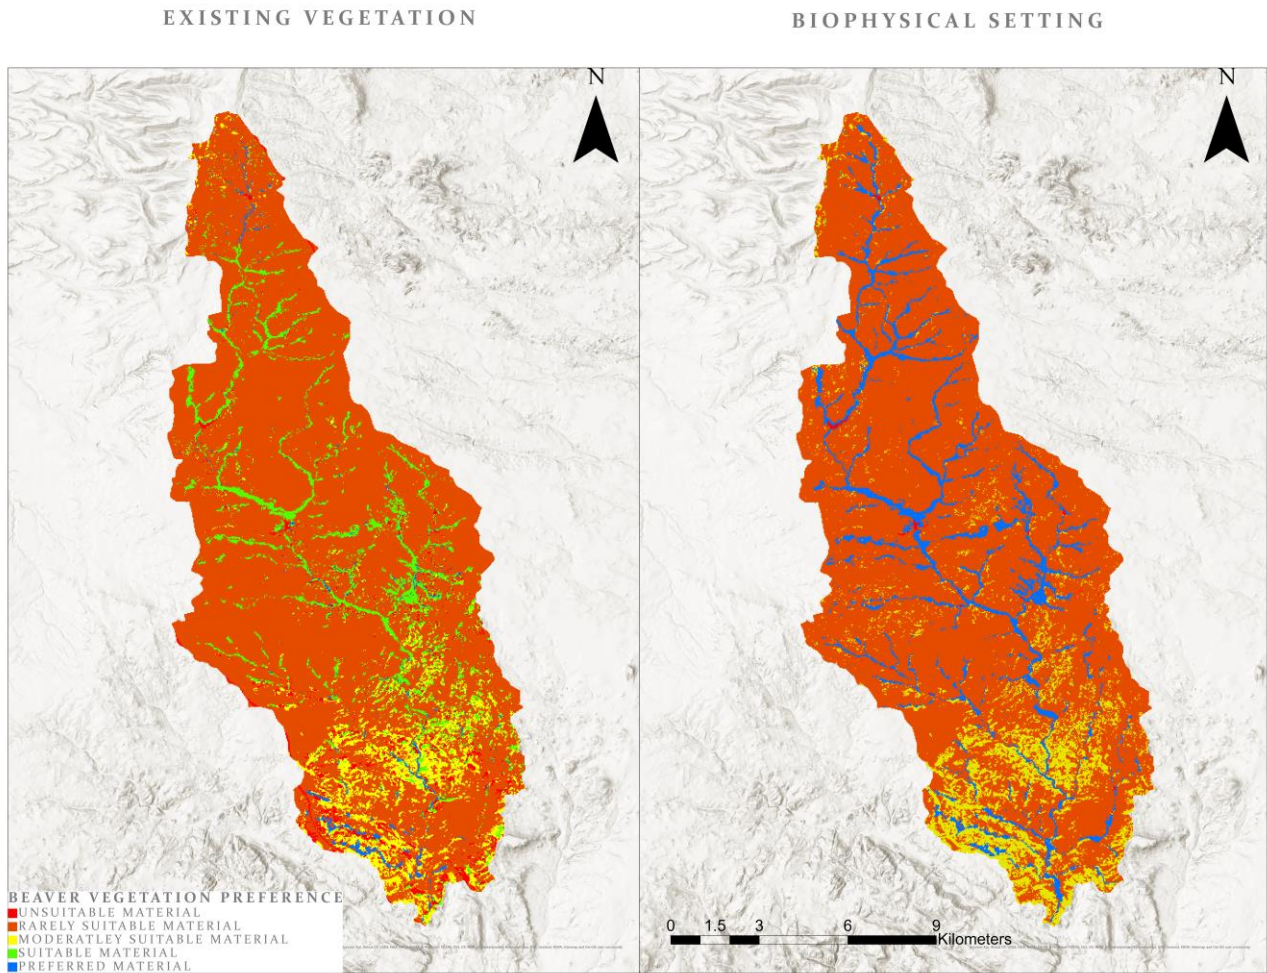 EXISTING VEGETATION
BIOPHYSICAL SETTING
N
N
BEAVER VEGETATION PREFERENCE
UNSUITABLE MATERIAL
RARELY SUITABLE MATERIAL
MODERATLEY SUITABLE MATERIAL
SUITABLE MATERIAL
PREFERRED MATERIAL
0 1.5 3 6 9
Kilometers